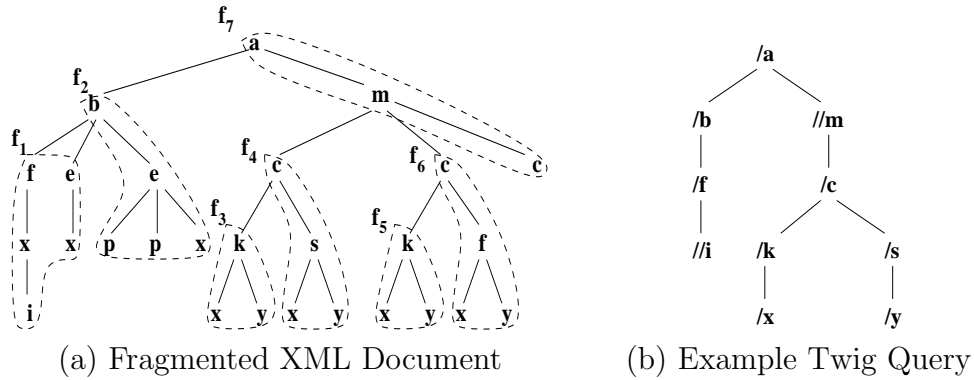 f7
a
/a
f2
b
m
/b
//m
f1
f
e
e
f4
c
f6
c
c
/f
/c
f3
f5
x
x
p
p
x
k
s
k
f
//i
/k
/s
i
x
y
x
y
x
y
x
y
/x
/y
(a) Fragmented XML Document
(b) Example Twig Query